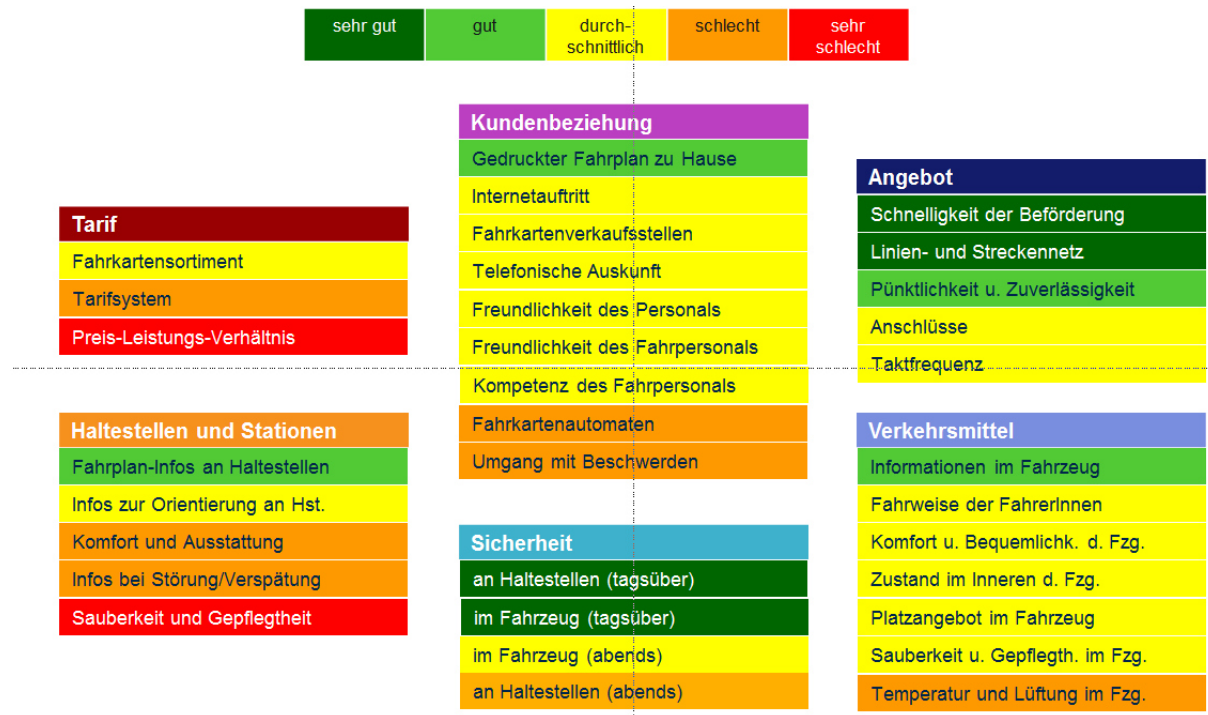 sehr gut
gut
durch-
schnittlich
schlecht
sehr
schlecht
Tarif
Fahrkartensortiment
Tarifsystem
Preis-Leistungs-Verhältnis
Haltestellen und Stationen
Fahrplan-Infos an Haltestellen
Infos zur Orientierung an Hst.
Komfort und Ausstattung
Infos bei Störung/Verspätung
Sauberkeit und Gepflegtheit
Kundenbeziehung
Gedruckter Fahrplan zu Hause
Internetauftritt
Fahrkartenverkaufsstellen
Telefonische Auskunft
Freundlichkeit des Personals
Freundlichkeit des Fahrpersonals
Kompetenz des Fahrpersonals
Fahrkartenautomaten
Umgang mit Beschwerden
Sicherheit
an Haltestellen (tagsüber)
im Fahrzeug (tagsüber)
im Fahrzeug (abends)
an Haltestellen (abends)
Angebot
Schnelligkeit der Beförderung
Linien- und Streckennetz
Pünktlichkeit u. Zuverlässigkeit
Anschlüsse
Taktfrequenz
Verkehrsmittel
Informationen im Fahrzeug
Fahrweise der FahrerInnen
Komfort u. Bequemlichk. d. Fzg.
Zustand im Inneren d. Fzg.
Platzangebot im Fahrzeug
Sauberkeit u. Gepflegth. im Fzg.
Temperatur und Lüftung im Fzg.